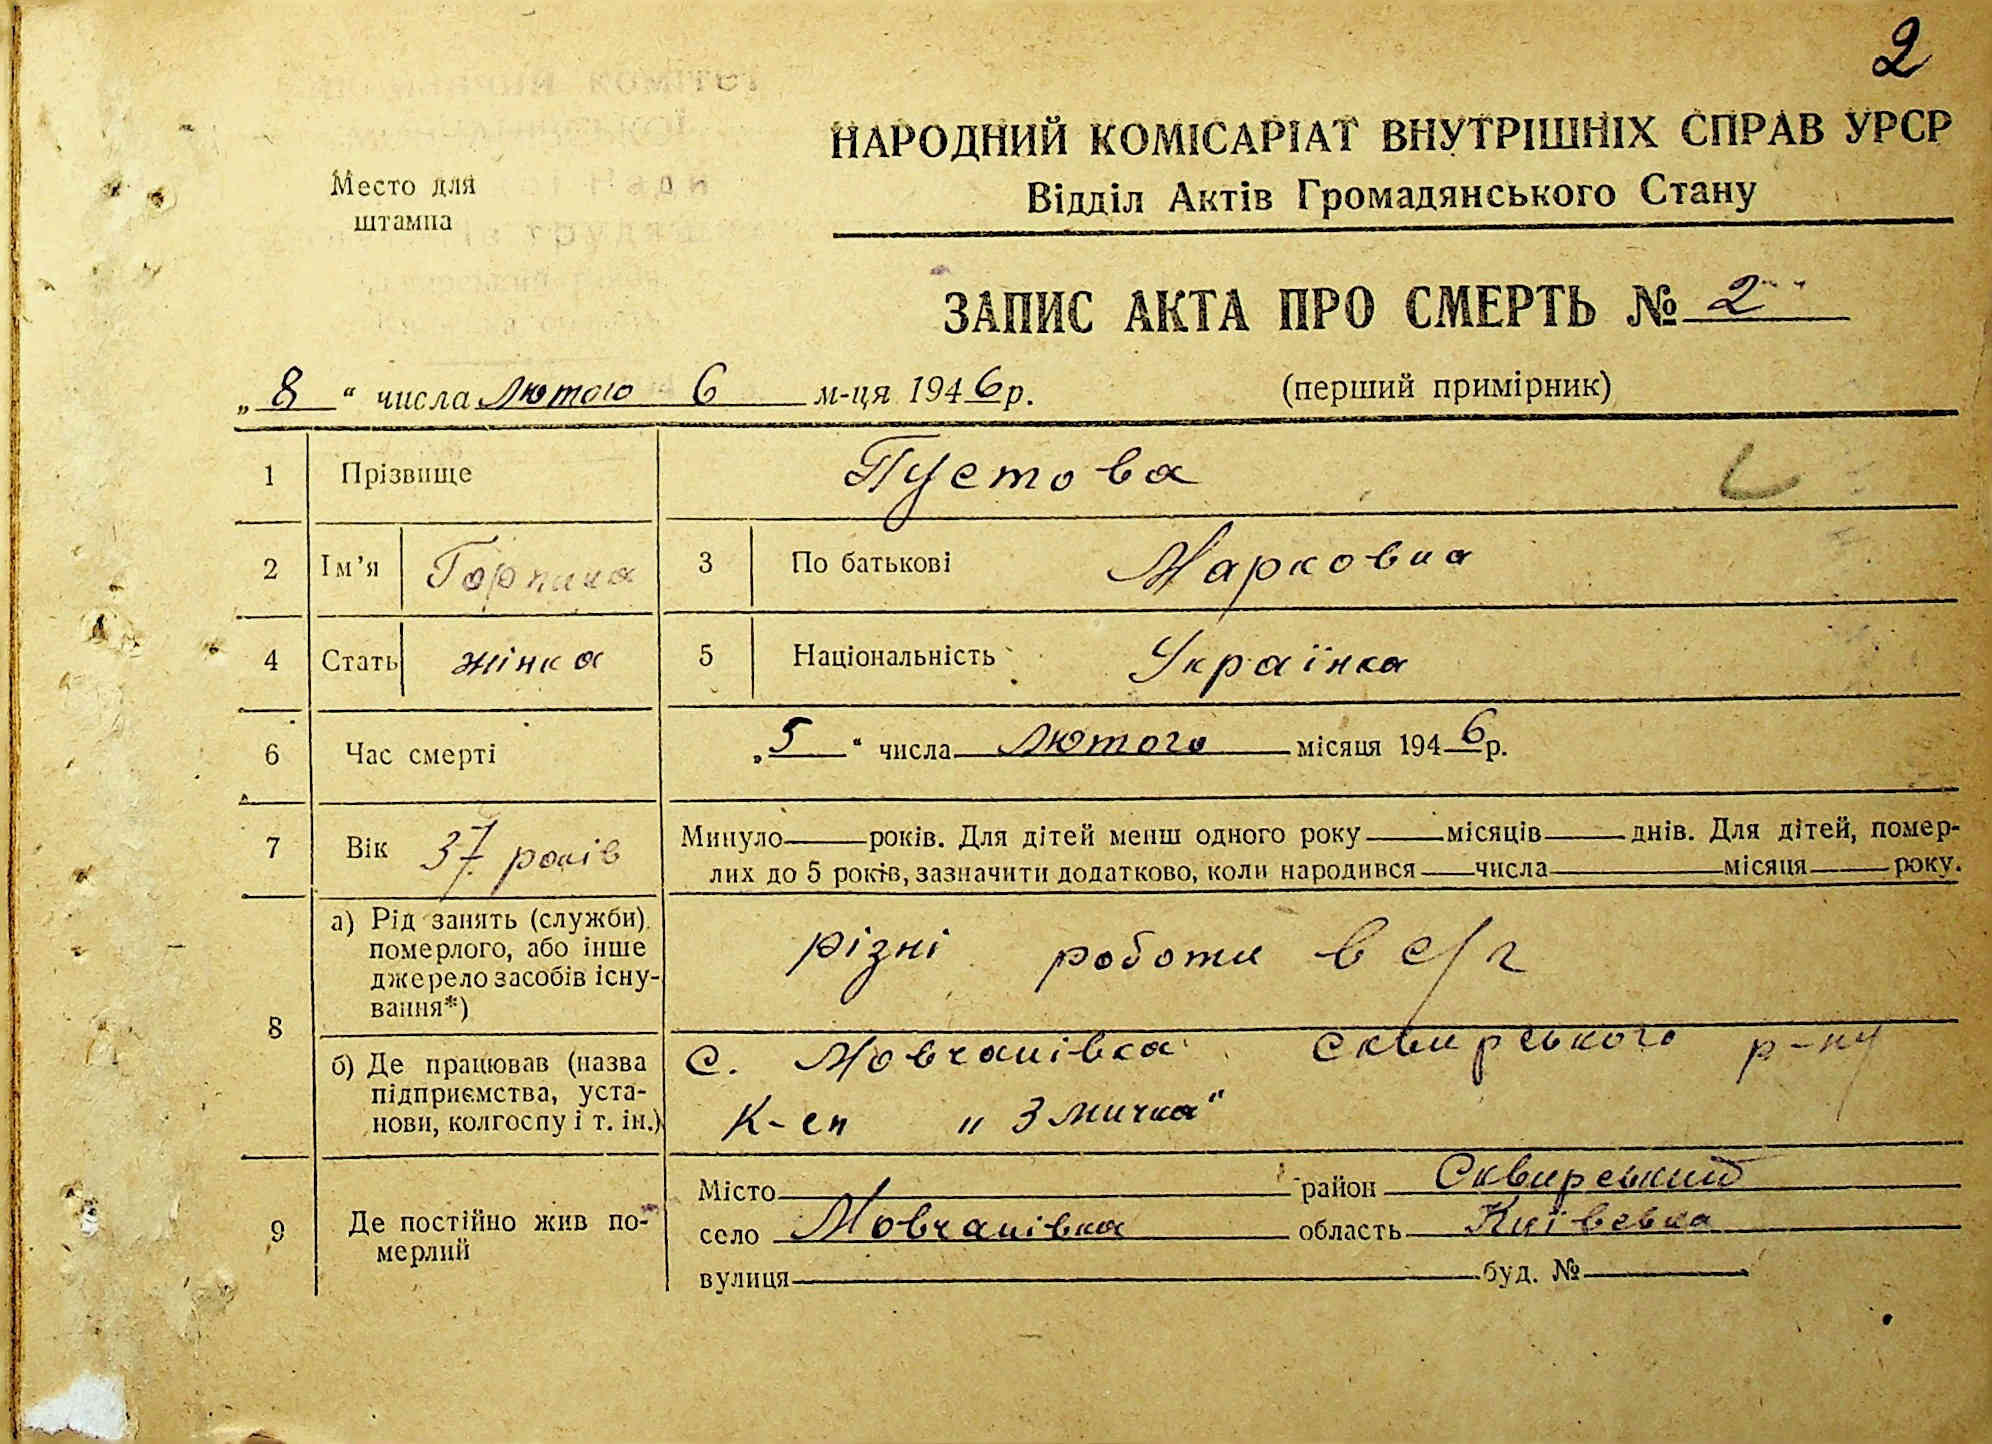 2
НАРОДНИЙ КОМІСАРІАТ ВНУТРІШНІХ СПРАВ УРСР
Відділ Актів Громадянського Стану
Место для
штампа
ЗАПИС АКТА ПРО СМЕРТЬ № 2
„ 8 “ числа Лютого 6 м-ця 1946 р.
(перший примірник)
1 Прізвище Пустова
2 Ім'я Горпина 3 По батькові Марковна
4 Стать жінка 5 Національність Українка
6 Час смерті „ 5 “ числа Лютого місяця 1946 р.
7 Вік 37 років Минуло років. Для дітей менш одного року місяців днів. Для дітей, помер-
лих до 5 років, зазначити додатково, коли народився числа місяця року.
8 а) Рід занять (служби)
померлого, або інше
джерело засобів існу-
вання*)
різні роботи в с/г
б) Де працював (назва
підприємства, уста-
нови, колгоспу і т. ін.)
с. Мовчанівка Сквирського р-ну
К-сп „Змичка“
9 Де постійно жив по-
мерлий
Місто район Сквирський
село Мовчанівка область Київська
вулиця буд. №